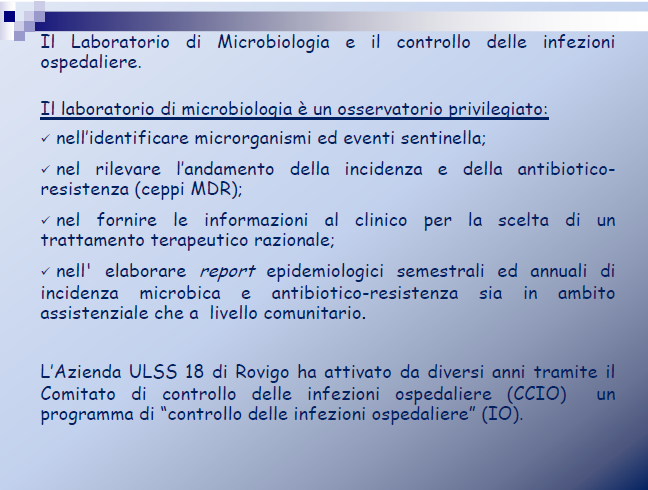 Il Laboratorio di Microbiologia e il controllo delle infezioni
ospedaliere.
Il laboratorio di microbiologia è un osservatorio privilegiato:
✓ nell'identificare microrganismi ed eventi sentinella;
✓ nel rilevare l'andamento della incidenza e della antibiotico-
resistenza (ceppi MDR);
✓ nel fornire le informazioni al clinico per la scelta di un
trattamento terapeutico razionale;
✓ nell' elaborare report epidemiologici semestrali ed annuali di
incidenza microbica e antibiotico-resistenza sia in ambito
assistenziale che a livello comunitario.
L'Azienda ULSS 18 di Rovigo ha attivato da diversi anni tramite il
Comitato di controllo delle infezioni ospedaliere (CCIO) un
programma di "controllo delle infezioni ospedaliere" (IO).